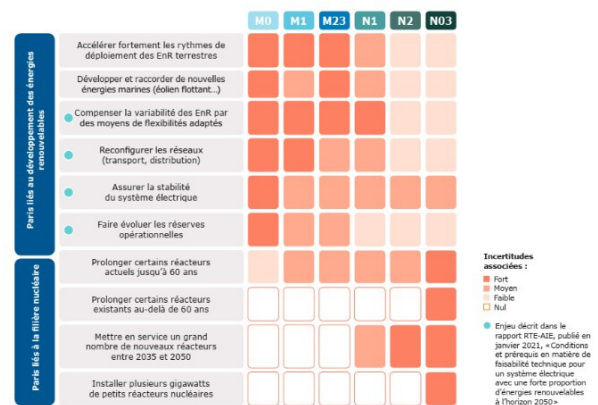 M0 M1 M23 N1 N2 N03
Paris liés au développement des énergies
renouvelables
Accélérer fortement les rythmes de
déploiement des EnR terrestres
Développer et raccorder de nouvelles
énergies marines (éolien flottant...)
Compenser la variabilité des EnR par
des moyens de flexibilités adaptés
Reconfigurer les réseaux
(transport, distribution)
Assurer la stabilité
du système électrique
Faire évoluer les réserves
opérationnelles
Paris liés à la filière nucléaire
Prolonger certains réacteurs
actuels jusqu'à 60 ans
Prolonger certains réacteurs
existants au-delà de 60 ans
Mettre en service un grand
nombre de nouveaux réacteurs
entre 2035 et 2050
Installer plusieurs gigawatts
de petits réacteurs nucléaires
Incertitudes
associées :
Fort
Moyen
Faible
Nul
Enjeu décrit dans le
rapport RTE-AIE, publié en
janvier 2021, « Conditions
et prérequis en matière de
faisabilité technique pour
un système électrique
avec une forte proportion
d'énergies renouvelables
à l'horizon 2050 »